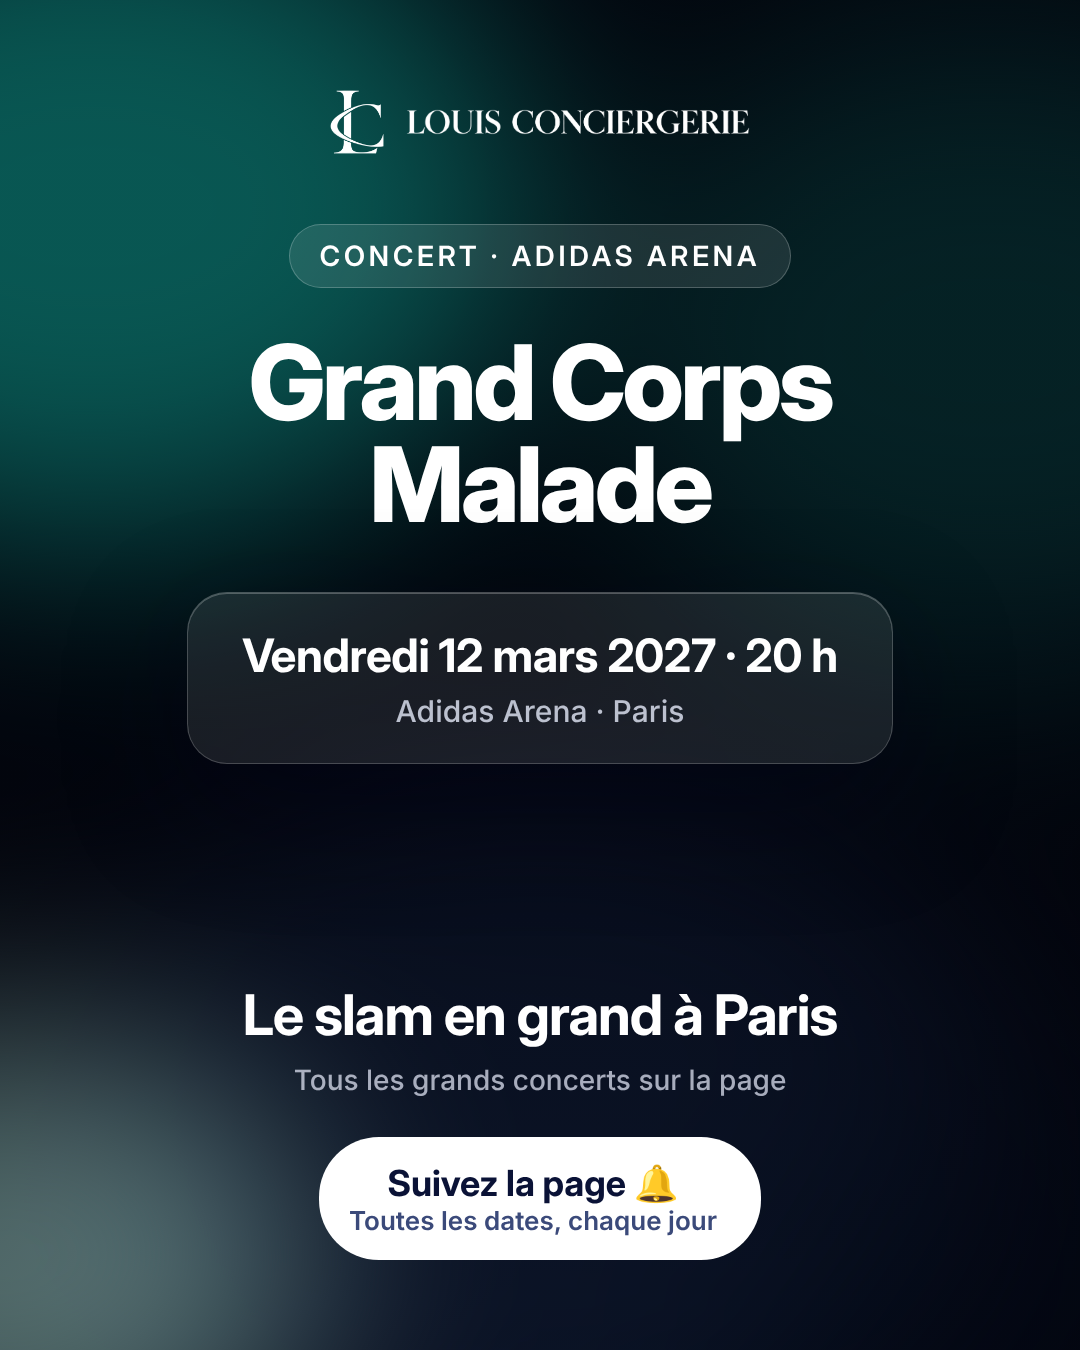 LC LOUIS CONCIERGERIE
CONCERT · ADIDAS ARENA
Grand Corps
Malade
Vendredi 12 mars 2027 · 20 h
Adidas Arena · Paris
Le slam en grand à Paris
Tous les grands concerts sur la page
Suivez la page 🔔
Toutes les dates, chaque jour